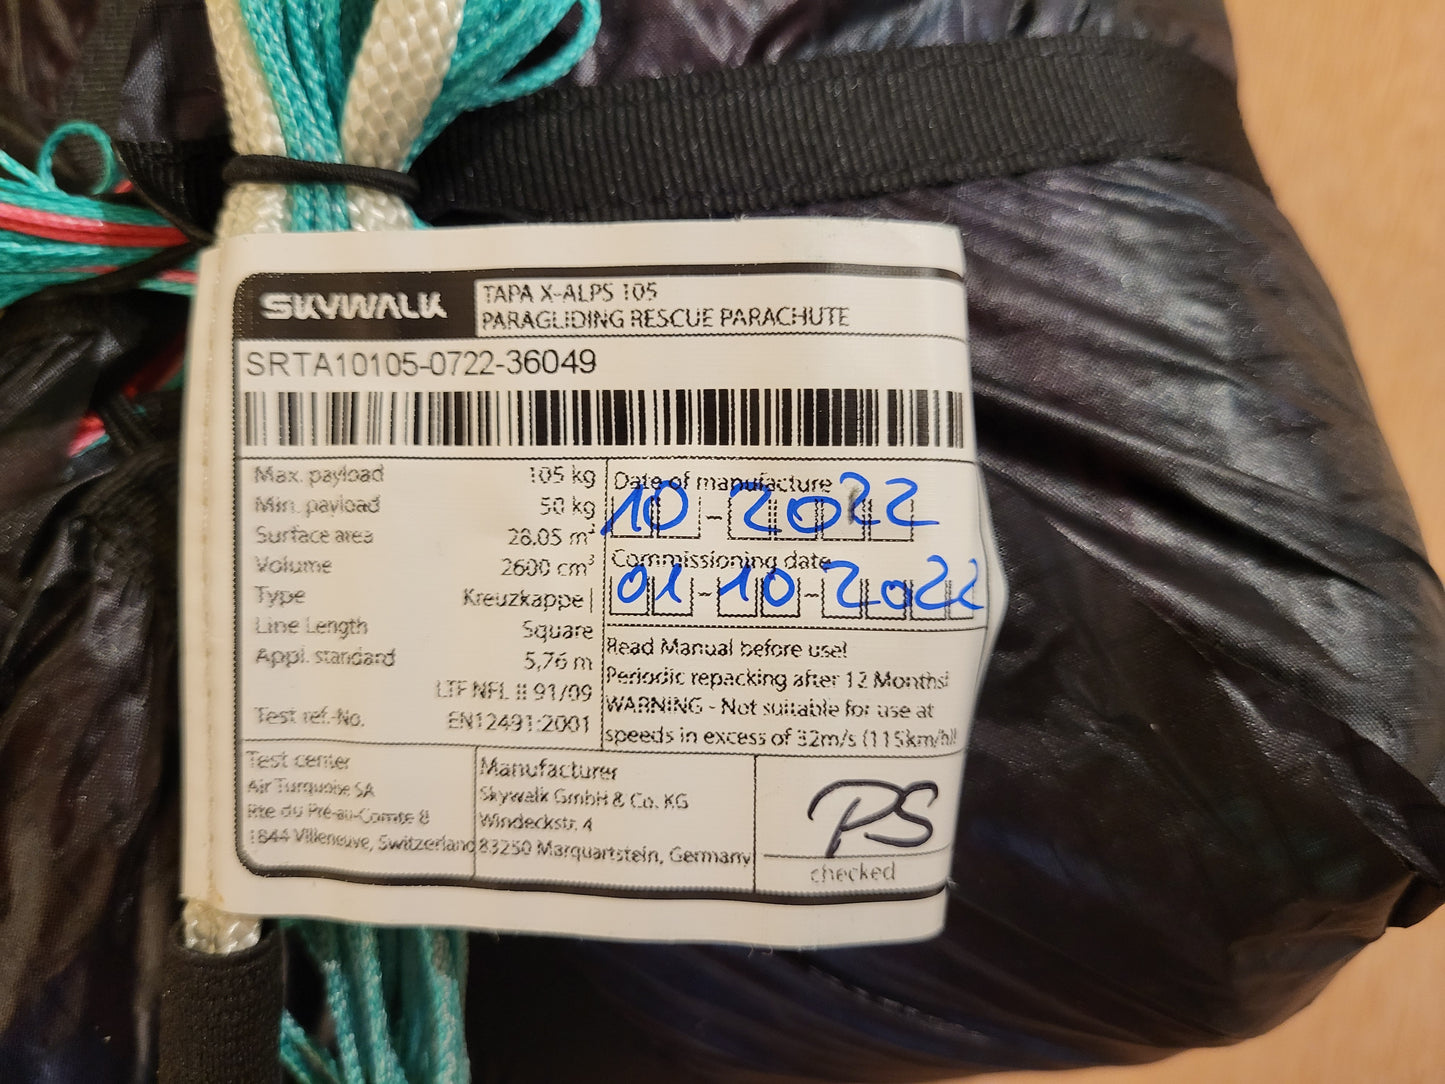 SKYWALK
TAPA X-ALPS 105
PARAGLIDING RESCUE PARACHUTE
SRTA10105-0722-36049
Max. payload 105 kg
Min. payload 50 kg
Surface area 28.05 m²
Volume 2600 cm³
Type Kreuzkappe |
Line Length Square
Appl. standard 5,76 m
LTF NFL II 91/09
Test ref.-No. EN12491:2001
Date of manufacture
10-2022
Commissioning date
01-10-2022
Read Manual before use!
Periodic repacking after 12 Months!
WARNING - Not suitable for use at
speeds in excess of 32m/s (115km/h)!
Test center
Air Turquoise SA
Rte du Pré-au-Comte 8
1844 Villeneuve, Switzerland
Manufacturer
Skywalk GmbH & Co. KG
Windeckstr. 4
83250 Marquartstein, Germany
PS
checked